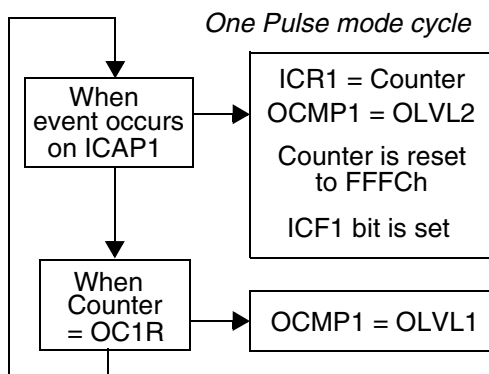 One Pulse mode cycle
When
event occurs
on ICAP1
ICR1 = Counter
OCMP1 = OLVL2
Counter is reset
to FFFCh
ICF1 bit is set
When
Counter
= OC1R
OCMP1 = OLVL1